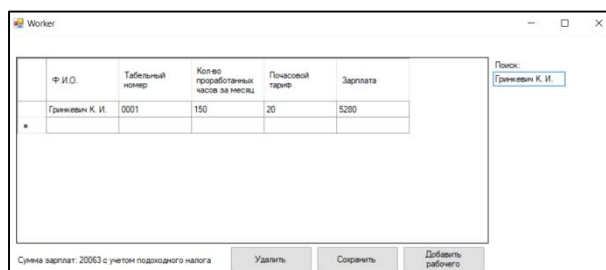 Worker
Поиск:
Гринкевич К. И.
Ф.И.О.
Табельный
номер
Кол-во
проработанных
часов за месяц
Почасовой
тариф
Зарплата
Гринкевич К. И. 0001 150 20 5280
Сумма зарплат: 20063 с учетом подоходного налога
Удалить
Сохранить
Добавить
рабочего